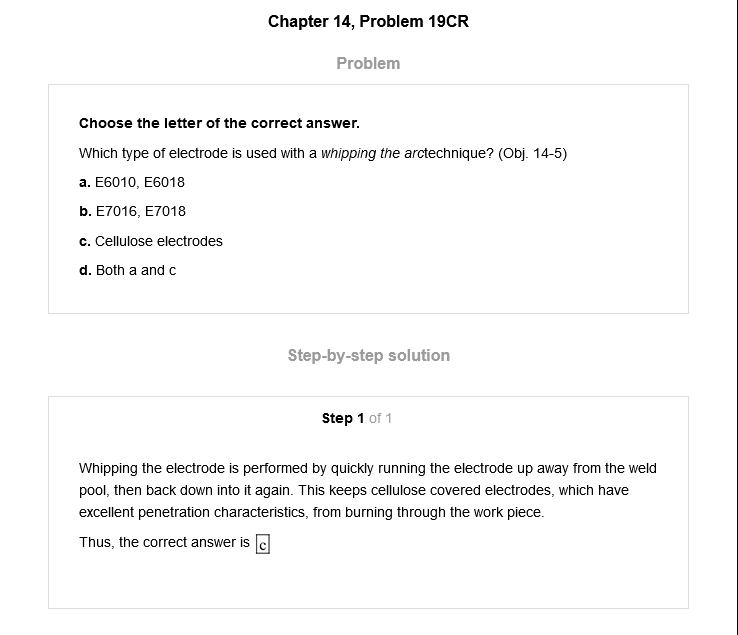 Chapter 14, Problem 19CR
Problem
Choose the letter of the correct answer.
Which type of electrode is used with a whipping the arctechnique? (Obj. 14-5)
a. E6010, E6018
b. E7016, E7018
c. Cellulose electrodes
d. Both a and c
Step-by-step solution
Step 1 of 1
Whipping the electrode is performed by quickly running the electrode up away from the weld
pool, then back down into it again. This keeps cellulose covered electrodes, which have
excellent penetration characteristics, from burning through the work piece.
Thus, the correct answer is c